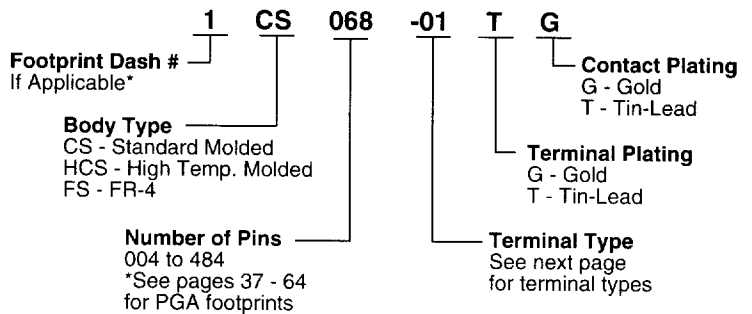 1 CS 068 -01 T G
Footprint Dash #
If Applicable*
Contact Plating
G - Gold
T - Tin-Lead
Body Type
CS - Standard Molded
HCS - High Temp. Molded
FS - FR-4
Terminal Plating
G - Gold
T - Tin-Lead
Number of Pins
004 to 484
*See pages 37 - 64
for PGA footprints
Terminal Type
See next page
for terminal types